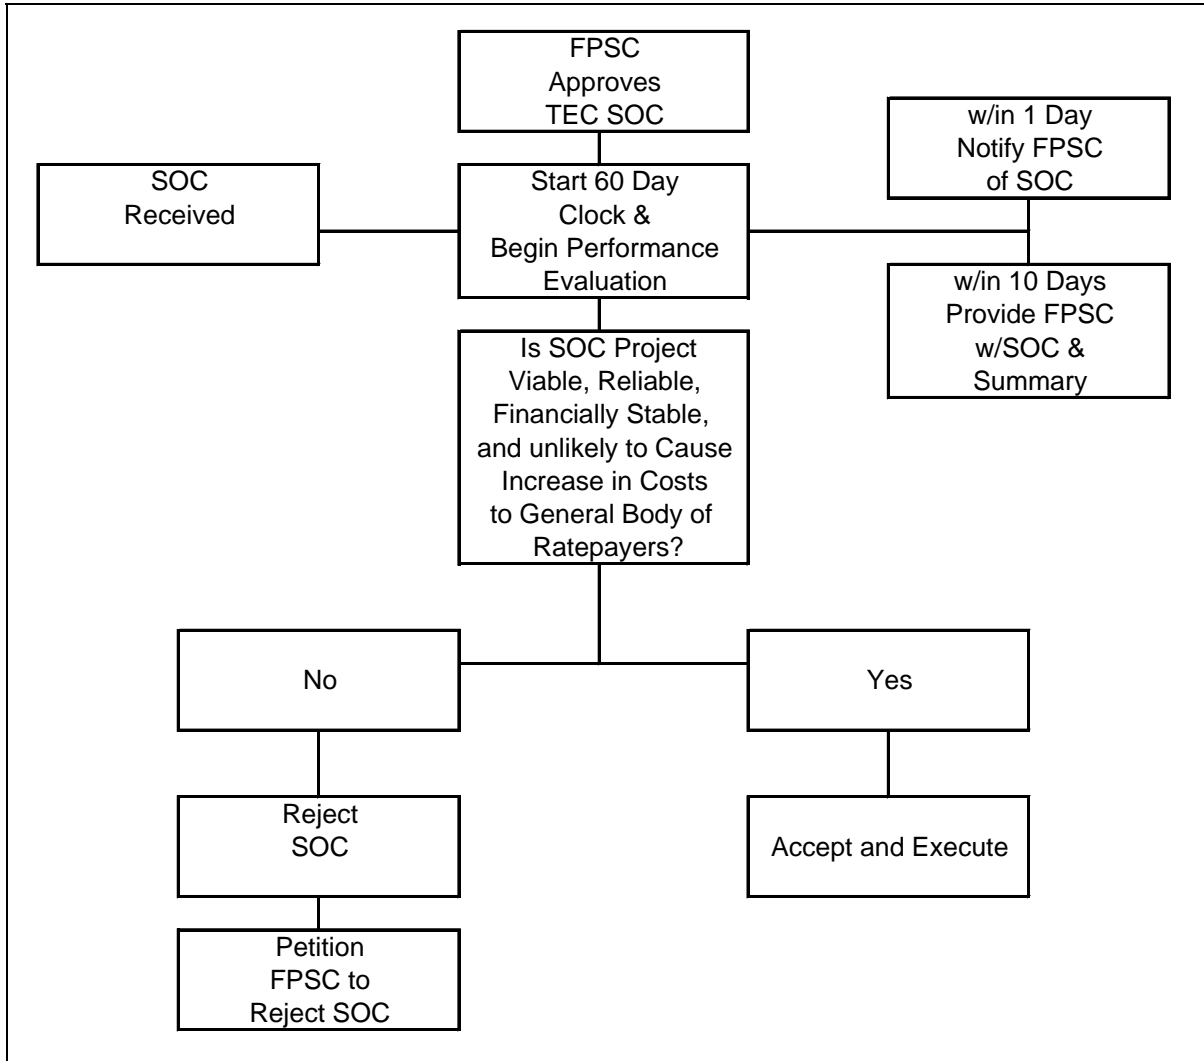 FPSC
Approves
TEC SOC
w/in 1 Day
Notify FPSC
of SOC
SOC
Received
Start 60 Day
Clock &
Begin Performance
Evaluation
w/in 10 Days
Provide FPSC
w/SOC &
Summary
Is SOC Project
Viable, Reliable,
Financially Stable,
and unlikely to Cause
Increase in Costs
to General Body of
Ratepayers?
No
Yes
Reject
SOC
Accept and Execute
Petition
FPSC to
Reject SOC